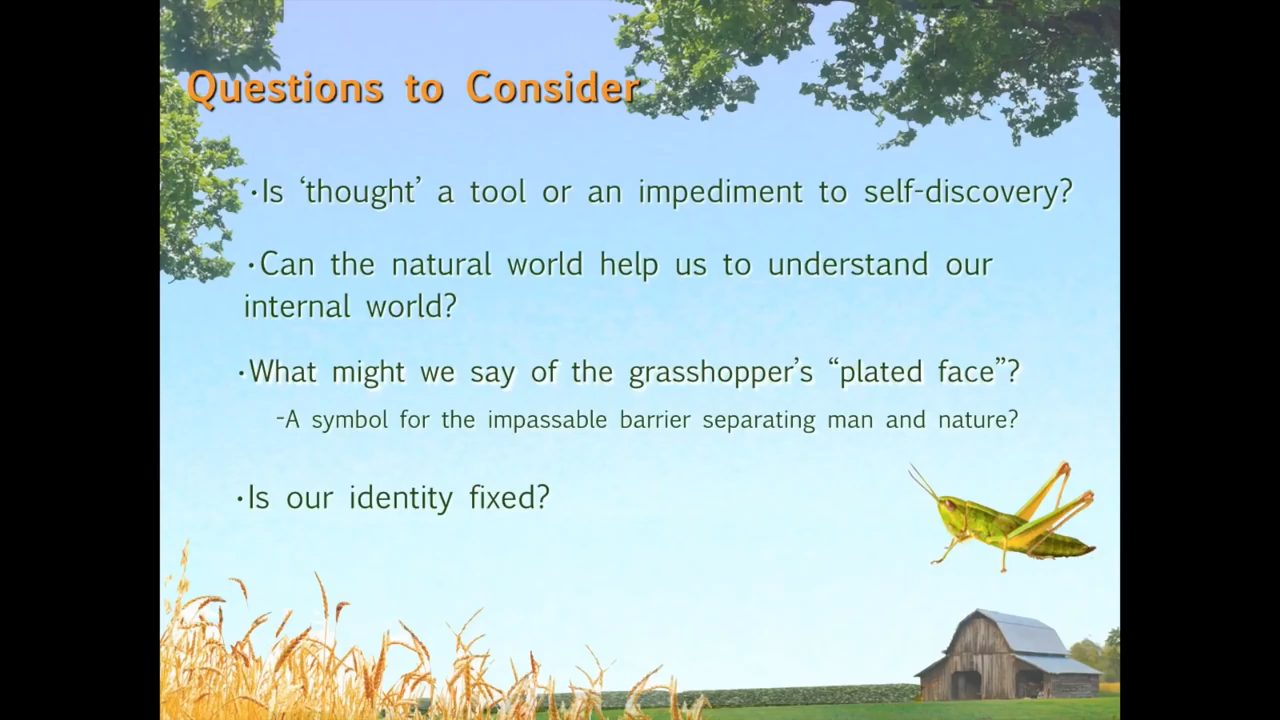 Questions to Consider
·Is ‘thought’ a tool or an impediment to self-discovery?
·Can the natural world help us to understand our
internal world?
·What might we say of the grasshopper’s “plated face”?
-A symbol for the impassable barrier separating man and nature?
·Is our identity fixed?